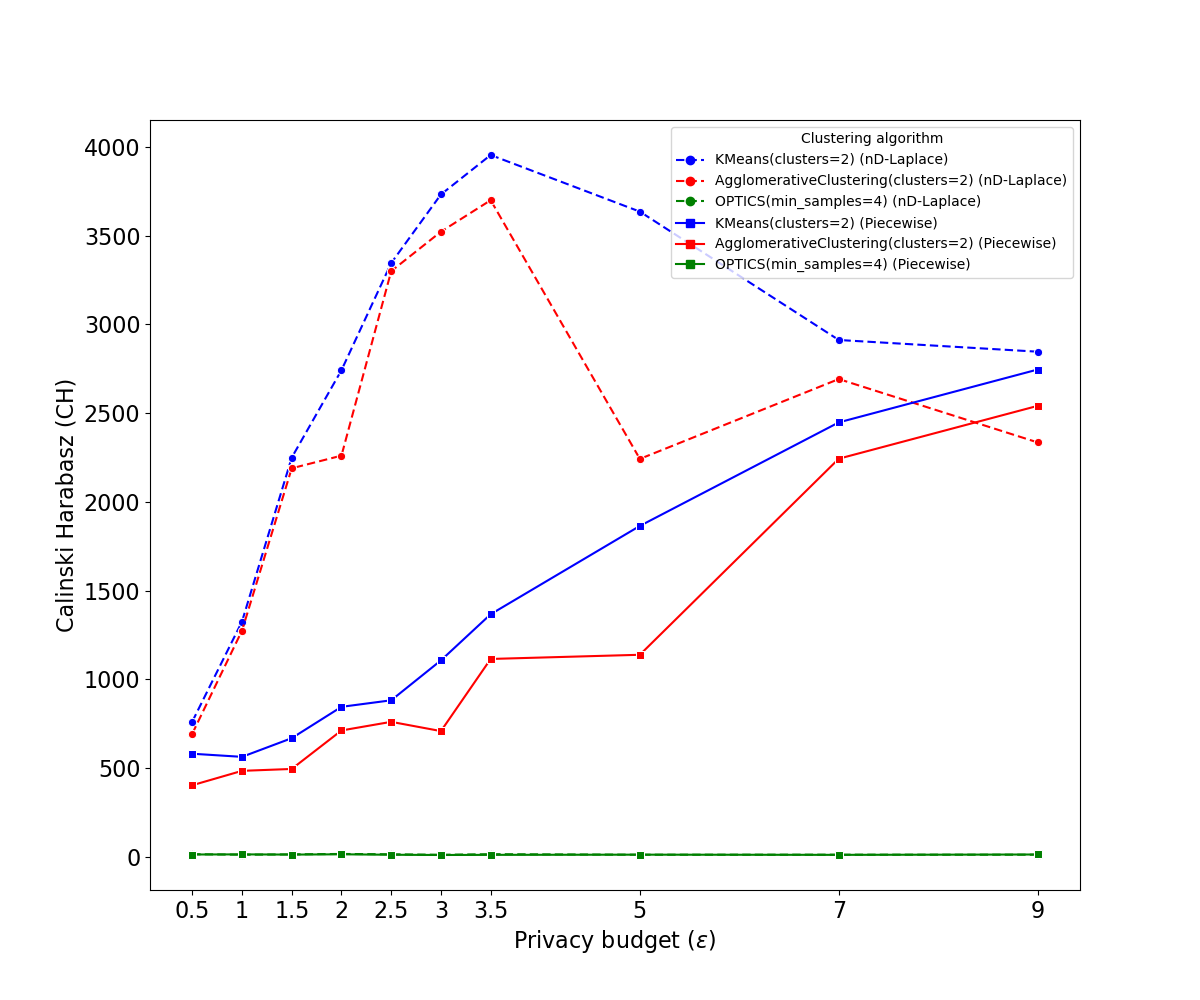 Clustering algorithm
KMeans(clusters=2) (nD-Laplace)
AgglomerativeClustering(clusters=2) (nD-Laplace)
OPTICS(min_samples=4) (nD-Laplace)
KMeans(clusters=2) (Piecewise)
AgglomerativeClustering(clusters=2) (Piecewise)
OPTICS(min_samples=4) (Piecewise)
Calinski Harabasz (CH)
4000
3500
3000
2500
2000
1500
1000
500
0
0.5 1 1.5 2 2.5 3 3.5 5 7 9
Privacy budget (ε)